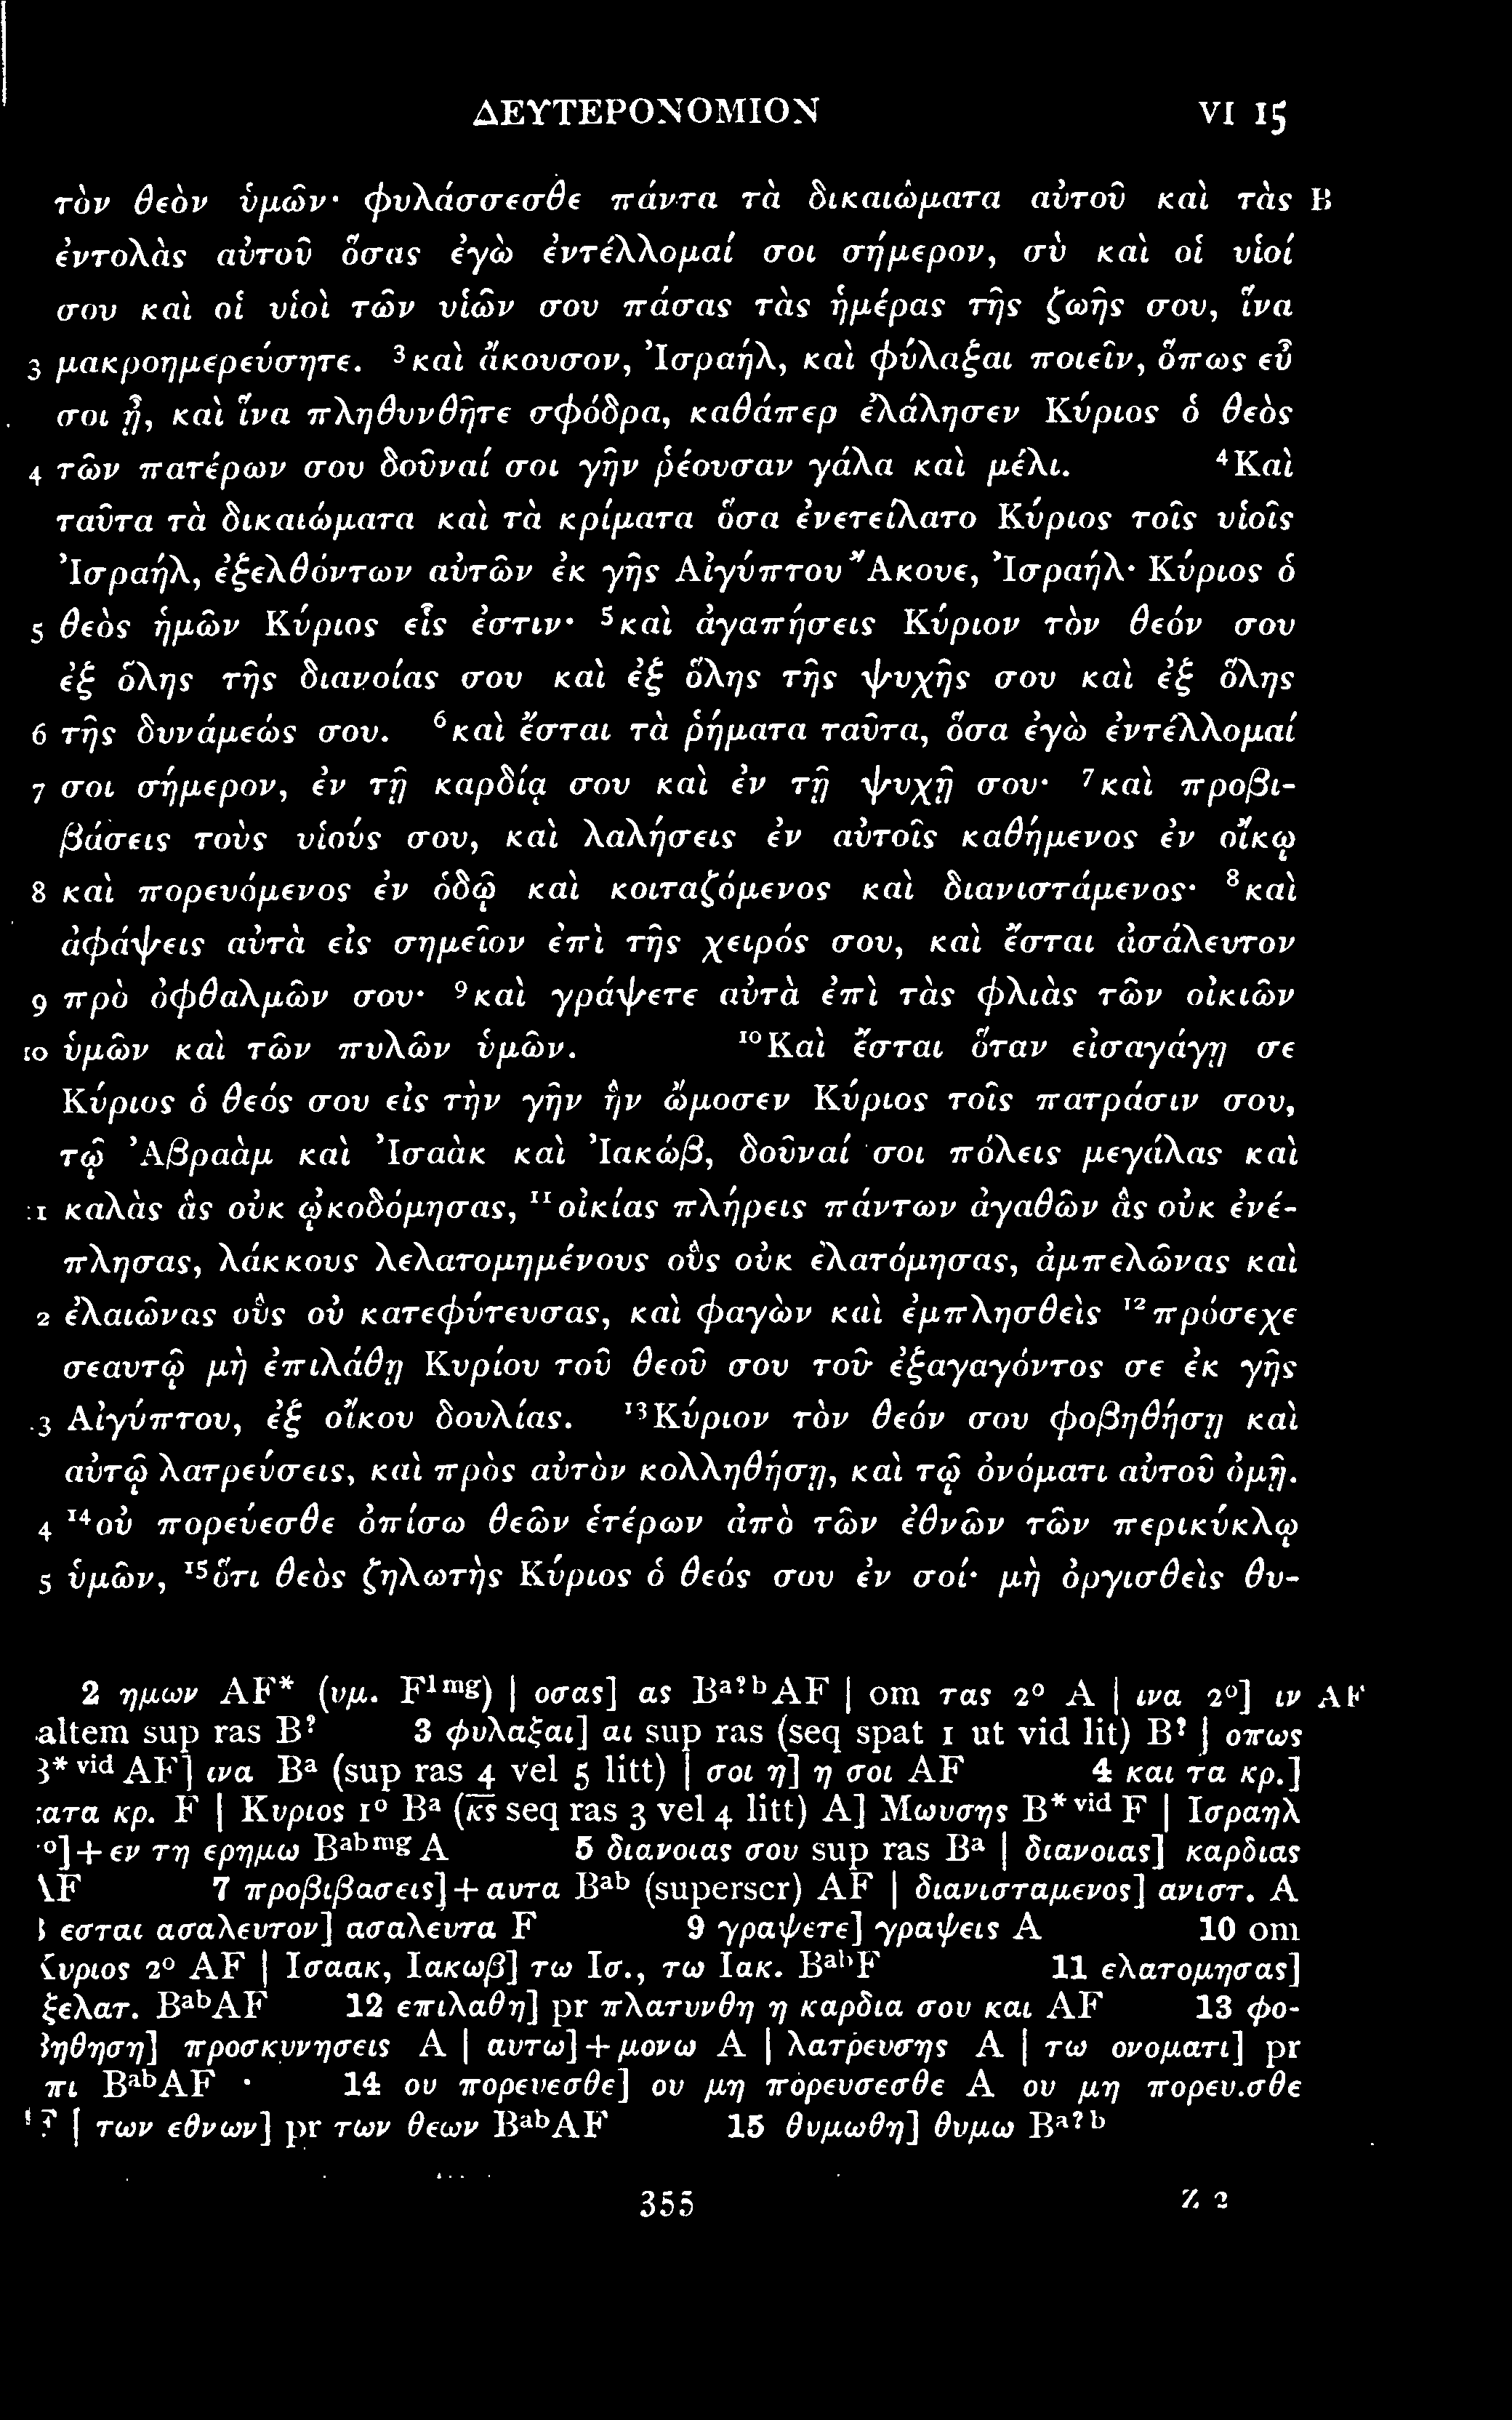 ΔΕΥΤΕΡΟΝΟΜΙΟΝ VI 15
τὸν θεὸν ὑμῶν· φυλάσσεσθε πάντα τὰ δικαιώματα αὐτοῦ καὶ τὰς B
ἐντολὰς αὐτοῦ ὅσας ἐγὼ ἐντέλλομαί σοι σήμερον, σὺ καὶ οἱ υἱοί
σου καὶ οἱ υἱοὶ τῶν υἱῶν σου πάσας τὰς ἡμέρας τῆς ζωῆς σου, ἵνα
3 μακροημερεύσητε. ³καὶ ἄκουσον, Ἰσραήλ, καὶ φύλαξαι ποιεῖν, ὅπως εὖ
σοι ᾖ, καὶ ἵνα πληθυνθῆτε σφόδρα, καθάπερ ἐλάλησεν Κύριος ὁ θεὸς
4 τῶν πατέρων σου δοῦναί σοι γῆν ῥέουσαν γάλα καὶ μέλι. ⁴Καὶ
ταῦτα τὰ δικαιώματα καὶ τὰ κρίματα ὅσα ἐνετείλατο Κύριος τοῖς υἱοῖς
Ἰσραήλ, ἐξελθόντων αὐτῶν ἐκ γῆς Αἰγύπτου Ἄκουε, Ἰσραήλ· Κύριος ὁ
5 θεὸς ἡμῶν Κύριος εἷς ἐστιν· ⁵καὶ ἀγαπήσεις Κύριον τὸν θεόν σου
ἐξ ὅλης τῆς διανοίας σου καὶ ἐξ ὅλης τῆς ψυχῆς σου καὶ ἐξ ὅλης
6 τῆς δυνάμεώς σου. ⁶καὶ ἔσται τὰ ῥήματα ταῦτα, ὅσα ἐγὼ ἐντέλλομαί
7 σοι σήμερον, ἐν τῇ καρδίᾳ σου καὶ ἐν τῇ ψυχῇ σου· ⁷καὶ προβι-
βάσεις τοὺς υἱούς σου, καὶ λαλήσεις ἐν αὐτοῖς καθήμενος ἐν οἴκῳ
8 καὶ πορευόμενος ἐν ὁδῷ καὶ κοιταζόμενος καὶ διανιστάμενος· ⁸καὶ
ἀφάψεις αὐτὰ εἰς σημεῖον ἐπὶ τῆς χειρός σου, καὶ ἔσται ἀσάλευτον
9 πρὸ ὀφθαλμῶν σου· ⁹καὶ γράψετε αὐτὰ ἐπὶ τὰς φλιὰς τῶν οἰκιῶν
10 ὑμῶν καὶ τῶν πυλῶν ὑμῶν. ¹⁰Καὶ ἔσται ὅταν εἰσαγάγῃ σε
Κύριος ὁ θεός σου εἰς τὴν γῆν ἣν ὤμοσεν Κύριος τοῖς πατράσιν σου,
τῷ Ἀβραὰμ καὶ Ἰσαὰκ καὶ Ἰακώβ, δοῦναί σοι πόλεις μεγάλας καὶ
11 καλὰς ἃς οὐκ ᾠκοδόμησας, ¹¹οἰκίας πλήρεις πάντων ἀγαθῶν ἃς οὐκ ἐνέ-
πλησας, λάκκους λελατομημένους οὓς οὐκ ἐλατόμησας, ἀμπελῶνας καὶ
2 ἐλαιῶνας οὓς οὐ κατεφύτευσας, καὶ φαγὼν καὶ ἐμπλησθεὶς ¹²πρόσεχε
σεαυτῷ μὴ ἐπιλάθῃ Κυρίου τοῦ θεοῦ σου τοῦ ἐξαγαγόντος σε ἐκ γῆς
3 Αἰγύπτου, ἐξ οἴκου δουλίας. ¹³Κύριον τὸν θεόν σου φοβηθήσῃ καὶ
αὐτῷ λατρεύσεις, καὶ πρὸς αὐτὸν κολληθήσῃ, καὶ τῷ ὀνόματι αὐτοῦ ὀμῇ.
4 ¹⁴οὐ πορεύεσθε ὀπίσω θεῶν ἑτέρων ἀπὸ τῶν ἐθνῶν τῶν περικύκλῳ
5 ὑμῶν, ¹⁵ὅτι θεὸς ζηλωτὴς Κύριος ὁ θεός σου ἐν σοί· μὴ ὀργισθεὶς θυ-
2 ημων AF* (υμ. F¹ᵐᵍ) | οσας] ας Bᵃ?ᵇAF | om τας 2° A | ινα 2°] ιν AF
altem sup ras B? 3 φυλαξαι] αι sup ras (seq spat 1 ut vid lit) B? | οπως
B* ᵛⁱᵈ AF] ινα Bᵃ (sup ras 4 vel 5 litt) | σοι η] η σοι AF 4 και τα κρ.]
ατα κρ. F | Κυριος 1° Bᵃ (κ̅ς̅ seq ras 3 vel 4 litt) A] Μωυσης B*ᵛⁱᵈ F | Ισραηλ
°]+εν τη ερημω Bᵃᵇᵐᵍ A 5 διανοιας σου sup ras Bᵃ | διανοιας] καρδιας
AF 7 προβιβασεις]+αυτα Bᵃᵇ (superscr) AF | διανισταμενος] ανιστ. A
8 εσται ασαλευτον] ασαλευτα F 9 γραψετε] γραψεις A 10 om
Κυριος 2° AF | Ισαακ, Ιακωβ] τω Ισ., τω Ιακ. BᵃᵇF 11 ελατομησας]
ξελατ. BᵃᵇAF 12 επιλαθη] pr πλατυνθη η καρδια σου και AF 13 φο-
βηθηση] προσκυνησεις A | αυτω]+μονω A | λατρευσης A | τω ονοματι] pr
πι BᵃᵇAF 14 ου πορευεσθε] ου μη πορευσεσθε A ου μη πορευ.σθε
F | των εθνων] pr των θεων BᵃᵇAF 15 θυμωθη] θυμω Bᵃ?ᵇ
355 Z 2